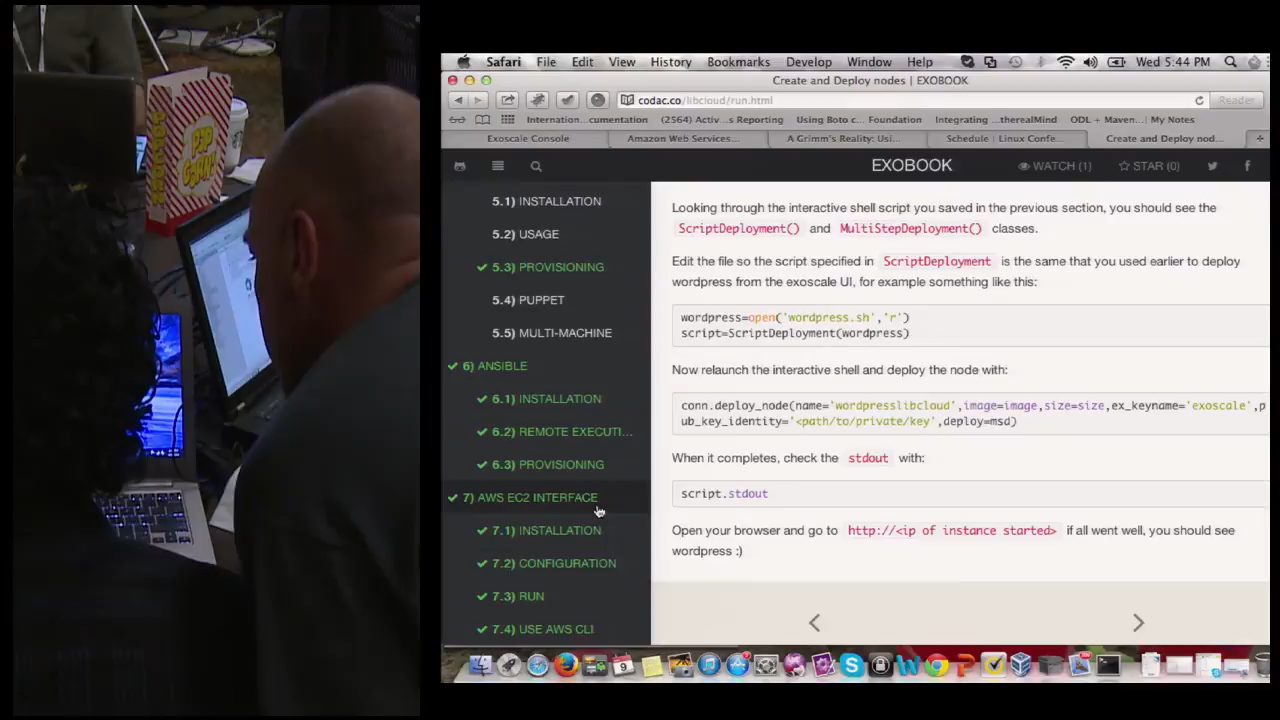 POPCORN
POP
CORN!
Safari File Edit View History Bookmarks Develop Window Help Wed 5:44 PM
Create and Deploy nodes | EXOBOOK
codac.co/libcloud/run.html
Reader
Internation...cumentation (2564) Activ...s Reporting Using Boto c... Foundation Integrating ...therealMind ODL + Maven...| My Notes
Exoscale Console Amazon Web Services... A Grimm's Reality: Usi... Schedule | Linux Confe... Create and Deploy nod...
EXOBOOK
WATCH (1) STAR (0)
5.1) INSTALLATION
5.2) USAGE
5.3) PROVISIONING
5.4) PUPPET
5.5) MULTI-MACHINE
6) ANSIBLE
6.1) INSTALLATION
6.2) REMOTE EXECUTI...
6.3) PROVISIONING
7) AWS EC2 INTERFACE
7.1) INSTALLATION
7.2) CONFIGURATION
7.3) RUN
7.4) USE AWS CLI
Looking through the interactive shell script you saved in the previous section, you should see the
ScriptDeployment() and MultiStepDeployment() classes.
Edit the file so the script specified in ScriptDeployment is the same that you used earlier to deploy
wordpress from the exoscale UI, for example something like this:
wordpress=open('wordpress.sh','r')
script=ScriptDeployment(wordpress)
Now relaunch the interactive shell and deploy the node with:
conn.deploy_node(name='wordpresslibcloud',image=image,size=size,ex_keyname='exoscale',p
ub_key_identity='<path/to/private/key',deploy=msd)
When it completes, check the stdout with:
script.stdout
Open your browser and go to http://<ip of instance started> if all went well, you should see
wordpress :)